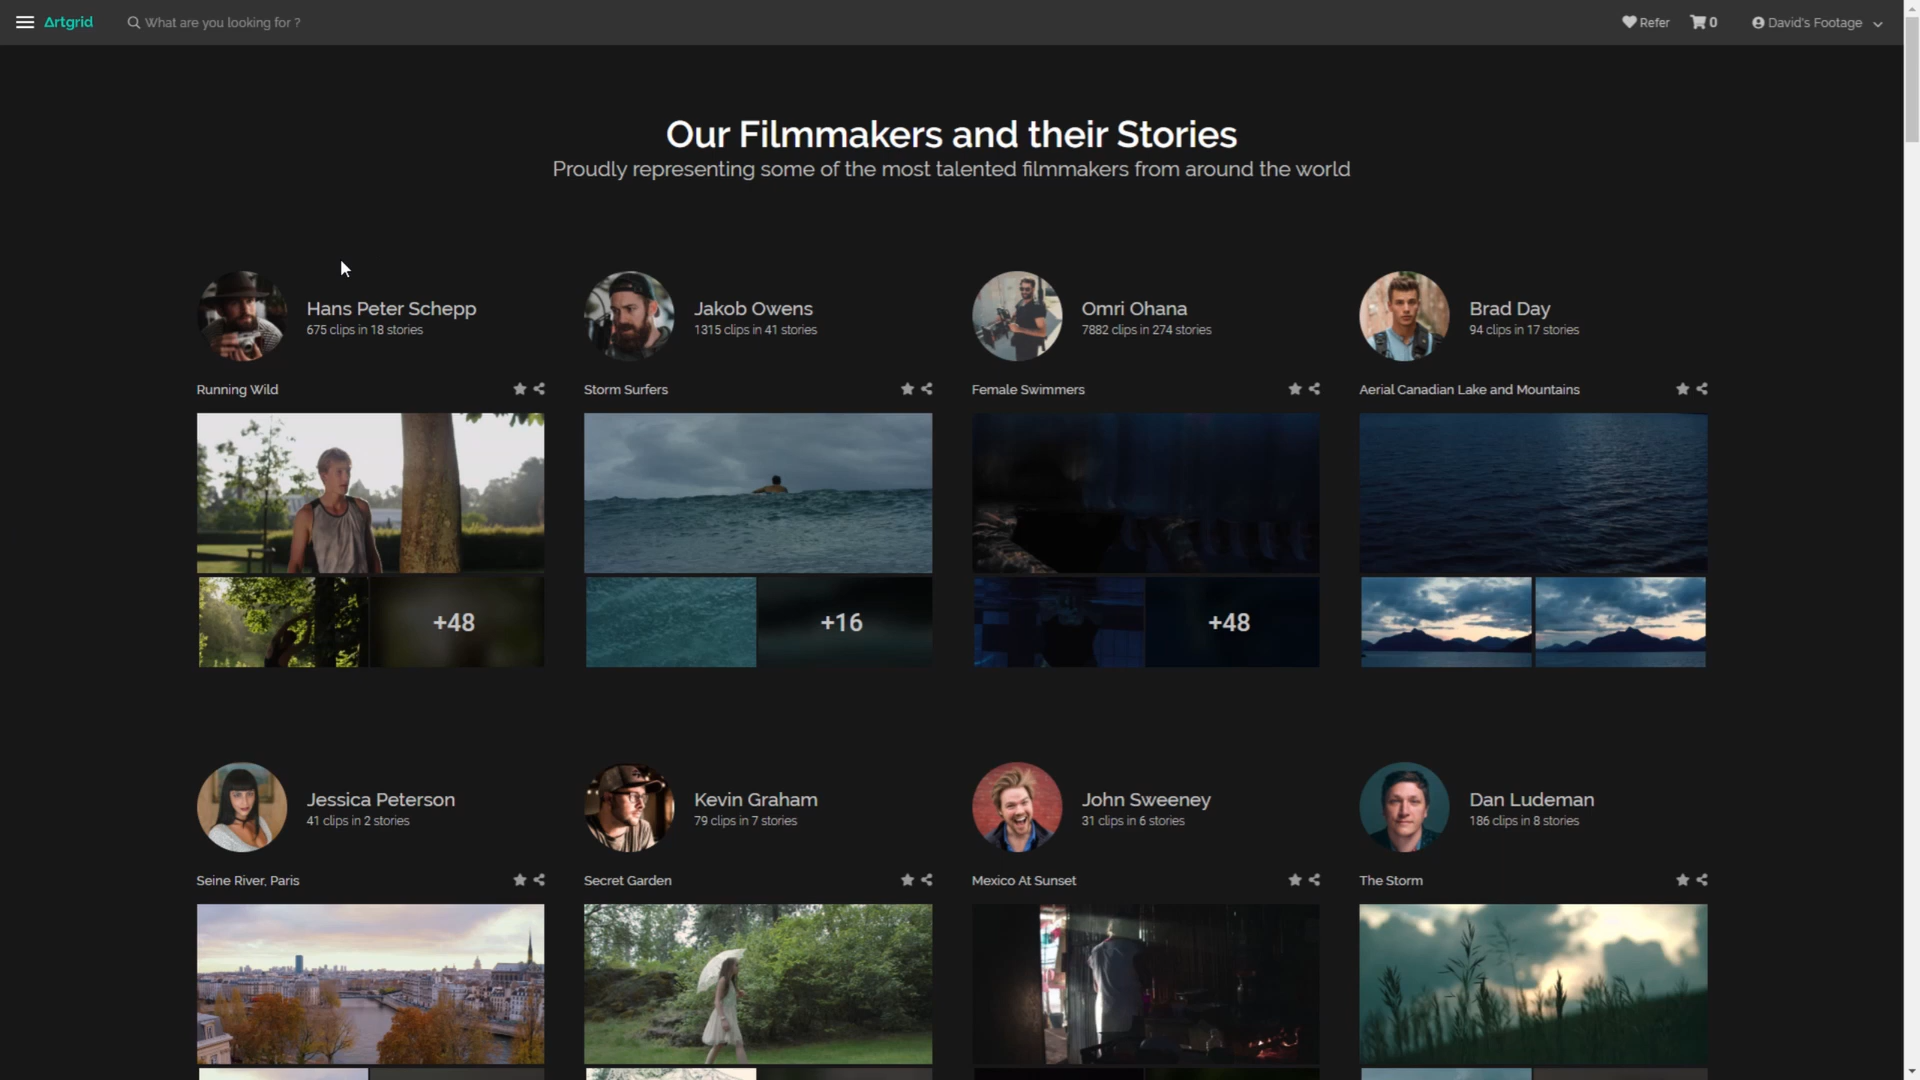 Artgrid
What are you looking for ?
Refer
0
David's Footage
Our Filmmakers and their Stories
Proudly representing some of the most talented filmmakers from around the world
Hans Peter Schepp
675 clips in 18 stories
Jakob Owens
1315 clips in 41 stories
Omri Ohana
7882 clips in 274 stories
Brad Day
94 clips in 17 stories
Running Wild
Storm Surfers
Female Swimmers
Aerial Canadian Lake and Mountains
+48
+16
+48
Jessica Peterson
41 clips in 2 stories
Kevin Graham
79 clips in 7 stories
John Sweeney
31 clips in 6 stories
Dan Ludeman
186 clips in 8 stories
Seine River, Paris
Secret Garden
Mexico At Sunset
The Storm